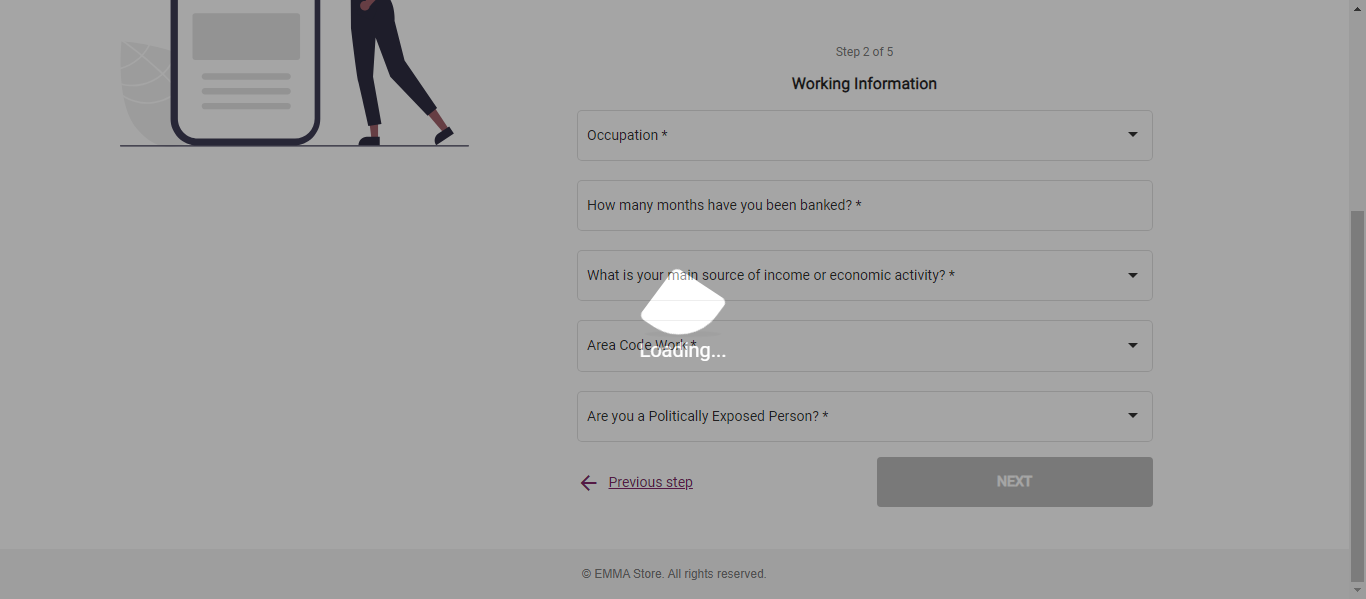 Step 2 of 5
Working Information
Occupation *
How many months have you been banked? *
What is your main source of income or economic activity? *
Area Code Work *
Loading...
Are you a Politically Exposed Person? *
Previous step
NEXT
© EMMA Store. All rights reserved.